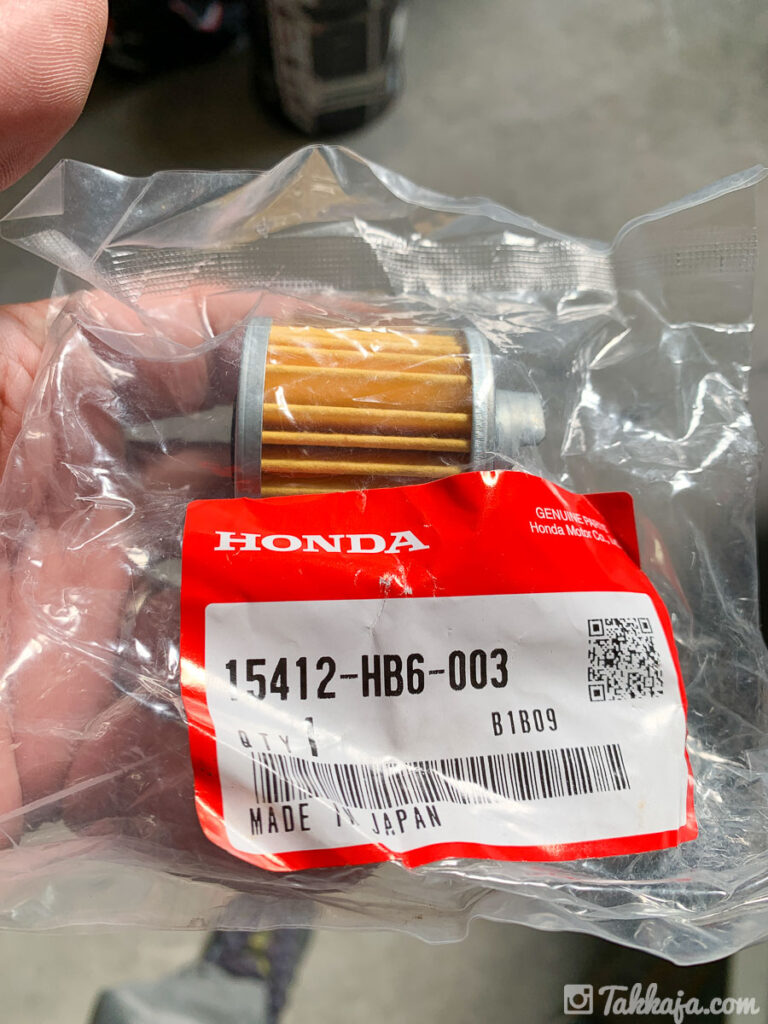 HONDA
GENUINE PARTS
Honda Motor Co.,
15412-HB6-003
QTY 1
B1B09
MADE IN JAPAN
Takkaja.com